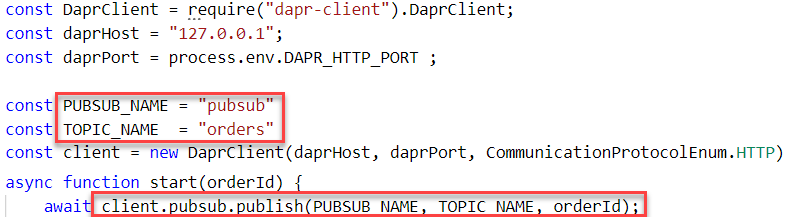 const DaprClient = require("dapr-client").DaprClient;
const daprHost = "127.0.0.1";
const daprPort = process.env.DAPR_HTTP_PORT ;
const PUBSUB_NAME = "pubsub"
const TOPIC_NAME  = "orders"
const client = new DaprClient(daprHost, daprPort, CommunicationProtocolEnum.HTTP)
async function start(orderId) {
    await client.pubsub.publish(PUBSUB_NAME, TOPIC_NAME, orderId);